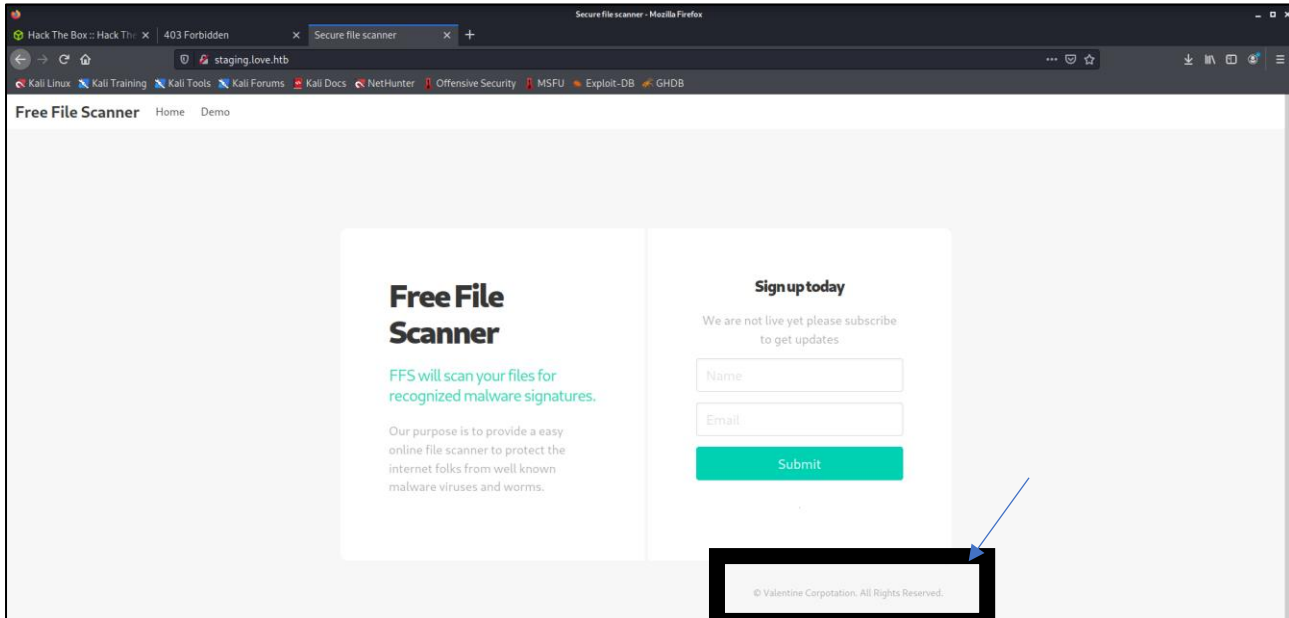 Secure file scanner - Mozilla Firefox
Hack The Box :: Hack The
403 Forbidden
Secure file scanner
staging.love.htb
Kali Linux Kali Training Kali Tools Kali Forums Kali Docs NetHunter Offensive Security MSFU Exploit-DB GHDB
Free File Scanner Home Demo
Free File
Scanner
FFS will scan your files for
recognized malware signatures.
Our purpose is to provide a easy
online file scanner to protect the
internet folks from well known
malware viruses and worms.
Sign up today
We are not live yet please subscribe
to get updates
Name
Email
Submit
© Valentine Corpotation. All Rights Reserved.